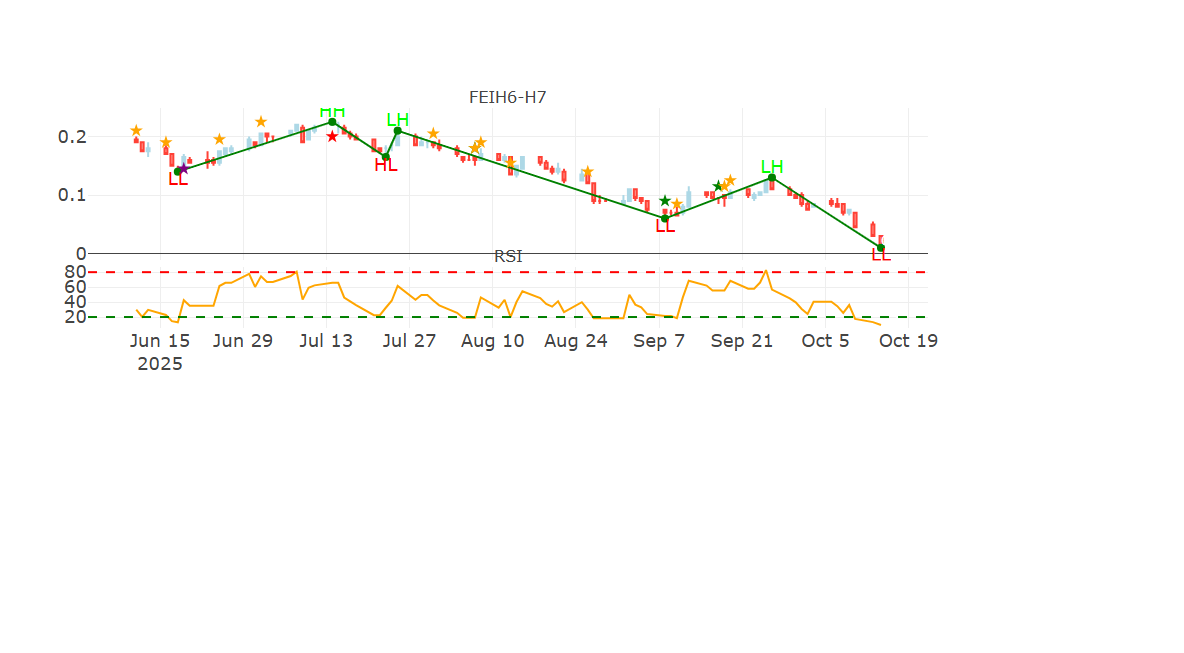 FEIH6-H7
HH
LH
0.2
HL
LL
LH
0.1
LL
0
LL
RSI
80
60
40
20
Jun 15 Jun 29 Jul 13 Jul 27 Aug 10 Aug 24 Sep 7 Sep 21 Oct 5 Oct 19
2025